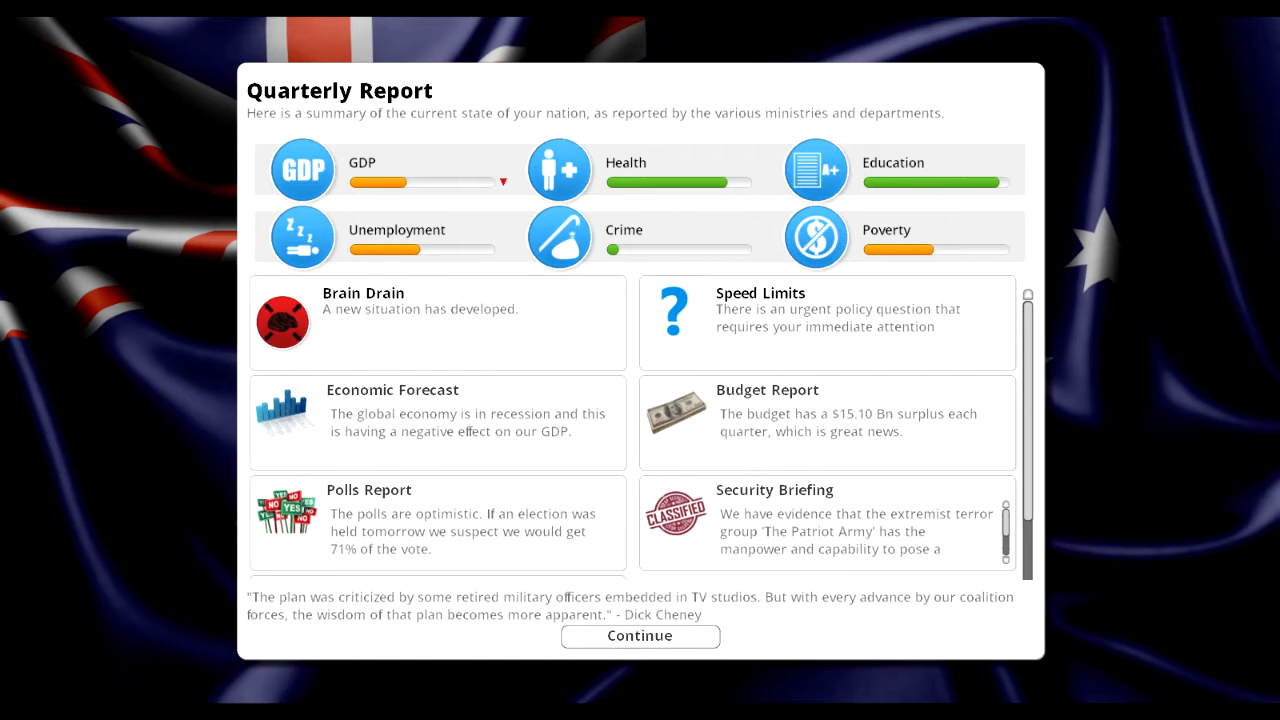 Quarterly Report
Here is a summary of the current state of your nation, as reported by the various ministries and departments.
GDP
GDP
Health
A+
Education
Z Z Z
Unemployment
Crime
$
Poverty
Brain Drain
A new situation has developed.
?
Speed Limits
There is an urgent policy question that
requires your immediate attention
Economic Forecast
The global economy is in recession and this
is having a negative effect on our GDP.
Budget Report
The budget has a $15.10 Bn surplus each
quarter, which is great news.
YES NO YES NO YES NO
Polls Report
The polls are optimistic. If an election was
held tomorrow we suspect we would get
71% of the vote.
CLASSIFIED
Security Briefing
We have evidence that the extremist terror
group 'The Patriot Army' has the
manpower and capability to pose a
"The plan was criticized by some retired military officers embedded in TV studios. But with every advance by our coalition
forces, the wisdom of that plan becomes more apparent." - Dick Cheney
Continue